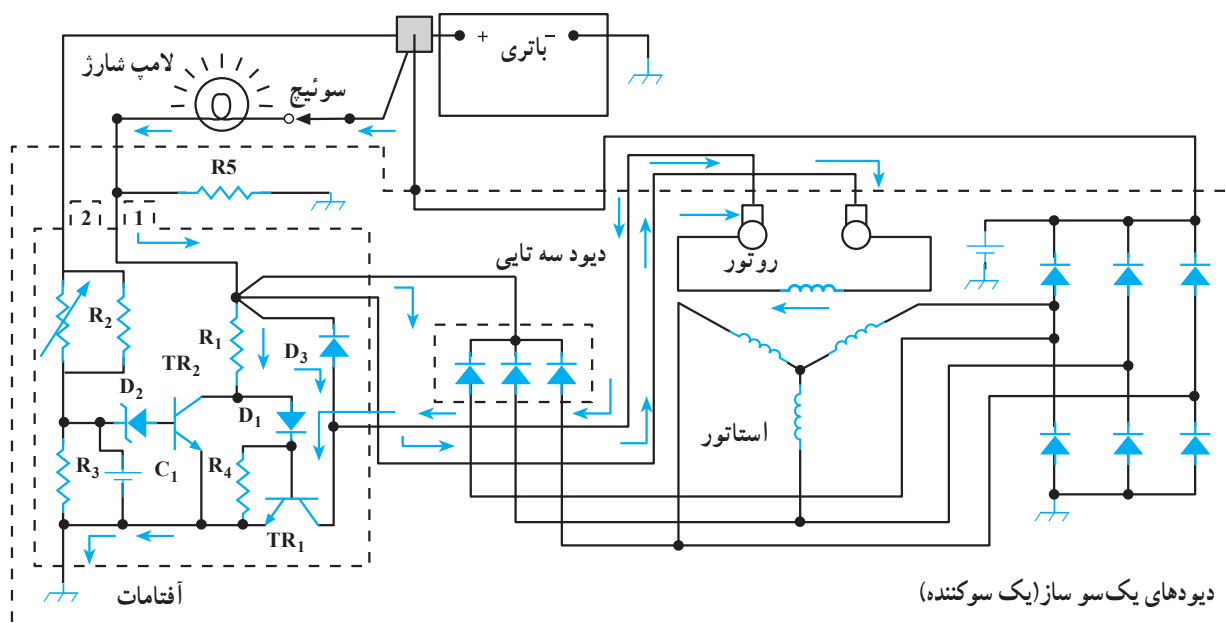 + باتری −
لامپ شارژ
سوئیچ
R5
2
1
دیود سه تایی
روتور
R2
R1
TR2
D3
D2
D1
استاتور
R3
C1
R4
TR1
آفتامات
دیودهای یک‌سو ساز(یک سوکننده)